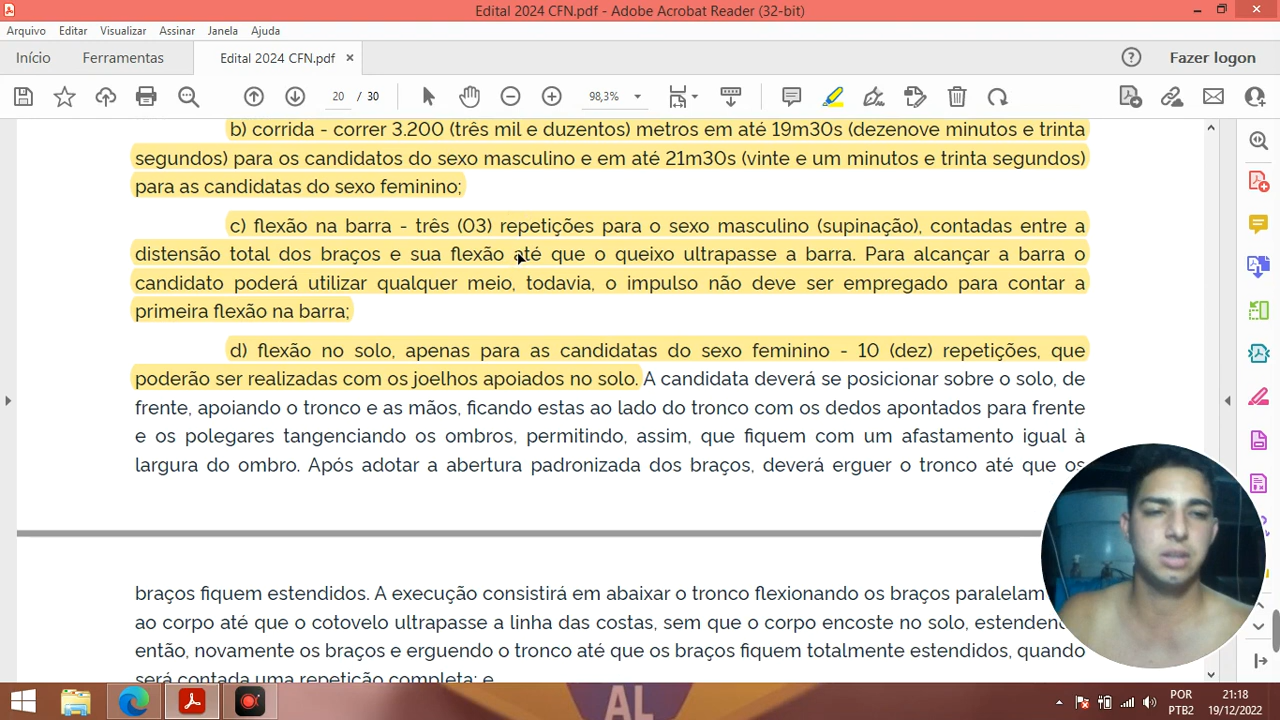 Edital 2024 CFN.pdf - Adobe Acrobat Reader (32-bit)
Arquivo Editar Visualizar Assinar Janela Ajuda
Início Ferramentas Edital 2024 CFN.pdf × Fazer logon
20 / 30 98,3%
b) corrida - correr 3.200 (três mil e duzentos) metros em até 19m30s (dezenove minutos e trinta
segundos) para os candidatos do sexo masculino e em até 21m30s (vinte e um minutos e trinta segundos)
para as candidatas do sexo feminino;
c) flexão na barra - três (03) repetições para o sexo masculino (supinação), contadas entre a
distensão total dos braços e sua flexão até que o queixo ultrapasse a barra. Para alcançar a barra o
candidato poderá utilizar qualquer meio, todavia, o impulso não deve ser empregado para contar a
primeira flexão na barra;
d) flexão no solo, apenas para as candidatas do sexo feminino - 10 (dez) repetições, que
poderão ser realizadas com os joelhos apoiados no solo. A candidata deverá se posicionar sobre o solo, de
frente, apoiando o tronco e as mãos, ficando estas ao lado do tronco com os dedos apontados para frente
e os polegares tangenciando os ombros, permitindo, assim, que fiquem com um afastamento igual à
largura do ombro. Após adotar a abertura padronizada dos braços, deverá erguer o tronco até que os
braços fiquem estendidos. A execução consistirá em abaixar o tronco flexionando os braços
ao corpo até que o cotovelo ultrapasse a linha das costas, sem que o corpo encoste no solo,
então, novamente os braços e erguendo o tronco até que os braços fiquem totalmente estendidos, quando
será contada uma repetição completa; e
AL
POR
PTB2
21:18
19/12/2022